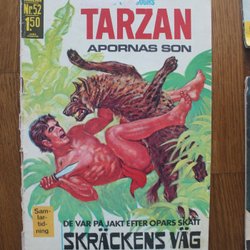 Nr.52
1.50
TARZAN
APORNAS SON
DE VAR PÅ JAKT EFTER OPARS SKATT
SKRÄCKENS VÄG
Sam-
lar-
tid-
ning